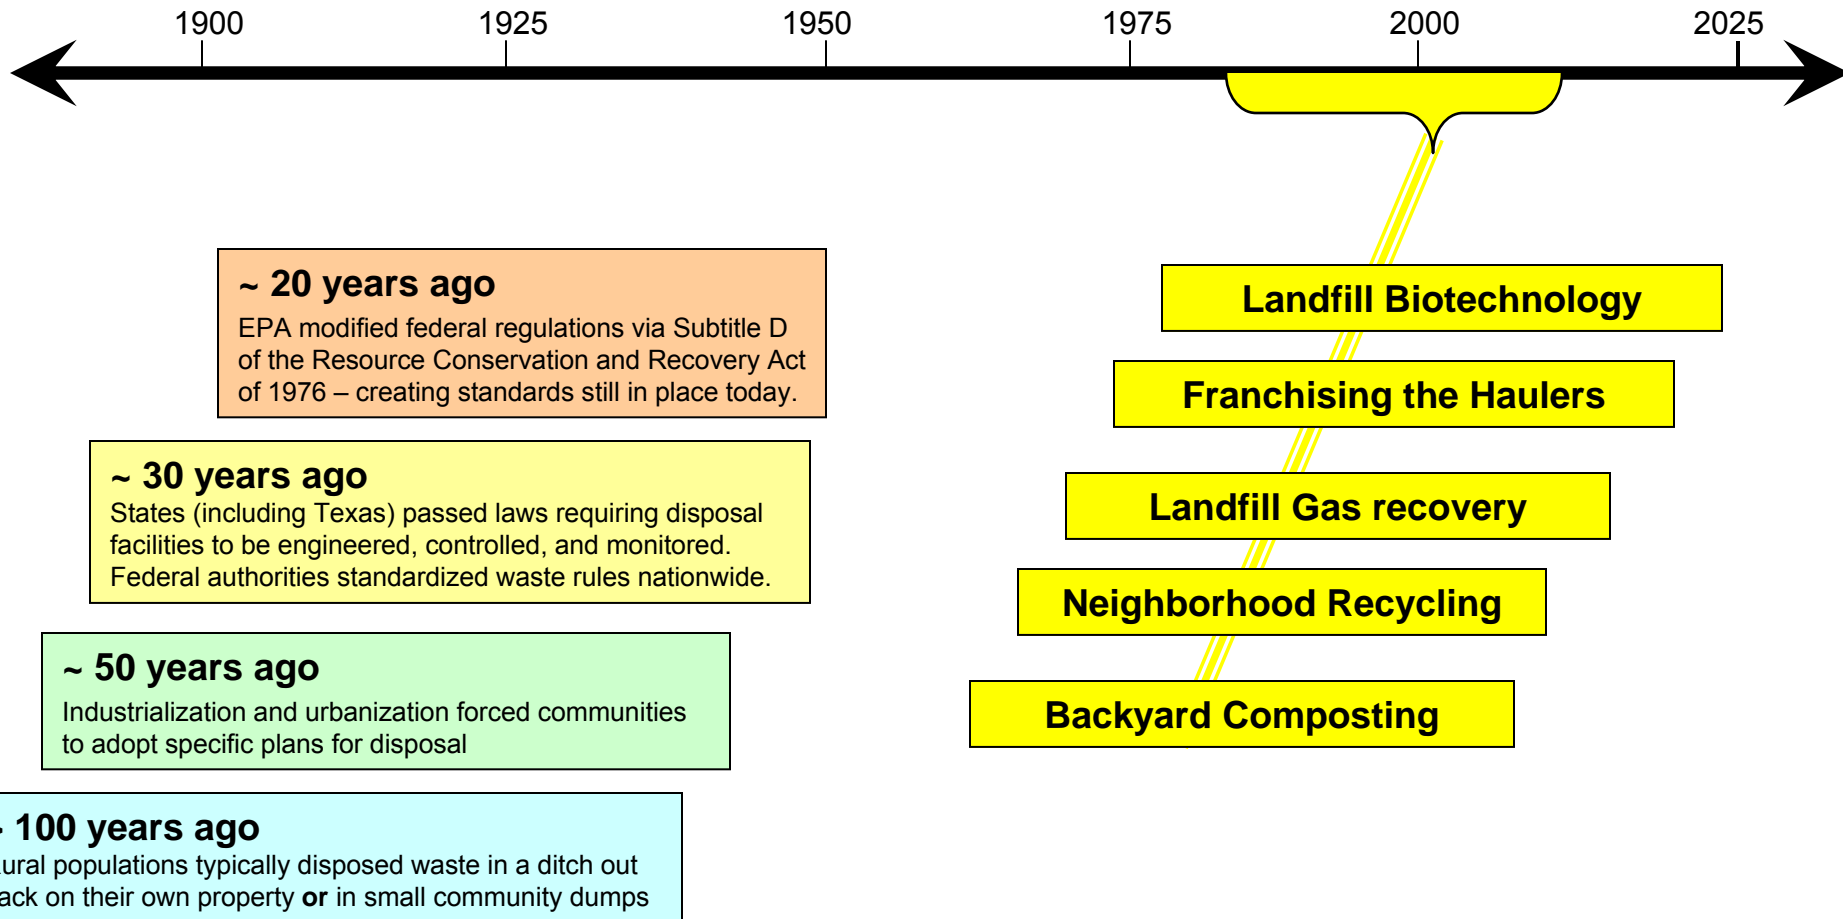 1900 1925 1950 1975 2000 2025
~ 20 years ago
EPA modified federal regulations via Subtitle D
of the Resource Conservation and Recovery Act
of 1976 – creating standards still in place today.
~ 30 years ago
States (including Texas) passed laws requiring disposal
facilities to be engineered, controlled, and monitored.
Federal authorities standardized waste rules nationwide.
~ 50 years ago
Industrialization and urbanization forced communities
to adopt specific plans for disposal
100 years ago
populations typically disposed waste in a ditch out
on their own property or in small community dumps
Landfill Biotechnology
Franchising the Haulers
Landfill Gas recovery
Neighborhood Recycling
Backyard Composting